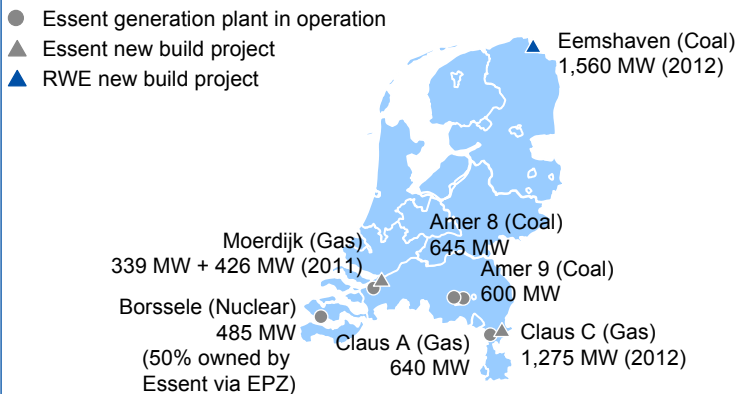 Essent generation plant in operation
Essent new build project
RWE new build project
Eemshaven (Coal)
1,560 MW (2012)
Amer 8 (Coal)
645 MW
Moerdijk (Gas)
339 MW + 426 MW (2011)
Amer 9 (Coal)
600 MW
Borssele (Nuclear)
485 MW
(50% owned by
Essent via EPZ)
Claus A (Gas)
640 MW
Claus C (Gas)
1,275 MW (2012)